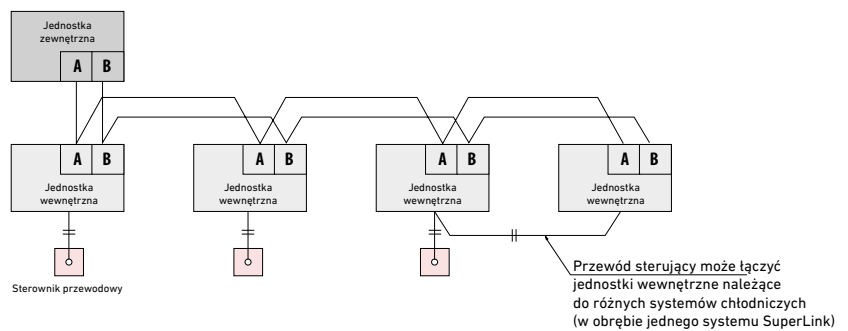 Jednostka
zewnętrzna
A B
A B
Jednostka
wewnętrzna
A B
Jednostka
wewnętrzna
A B
Jednostka
wewnętrzna
A B
Jednostka
wewnętrzna
Sterownik przewodowy
Przewód sterujący może łączyć
jednostki wewnętrzne należące
do różnych systemów chłodniczych
(w obrębie jednego systemu SuperLink)